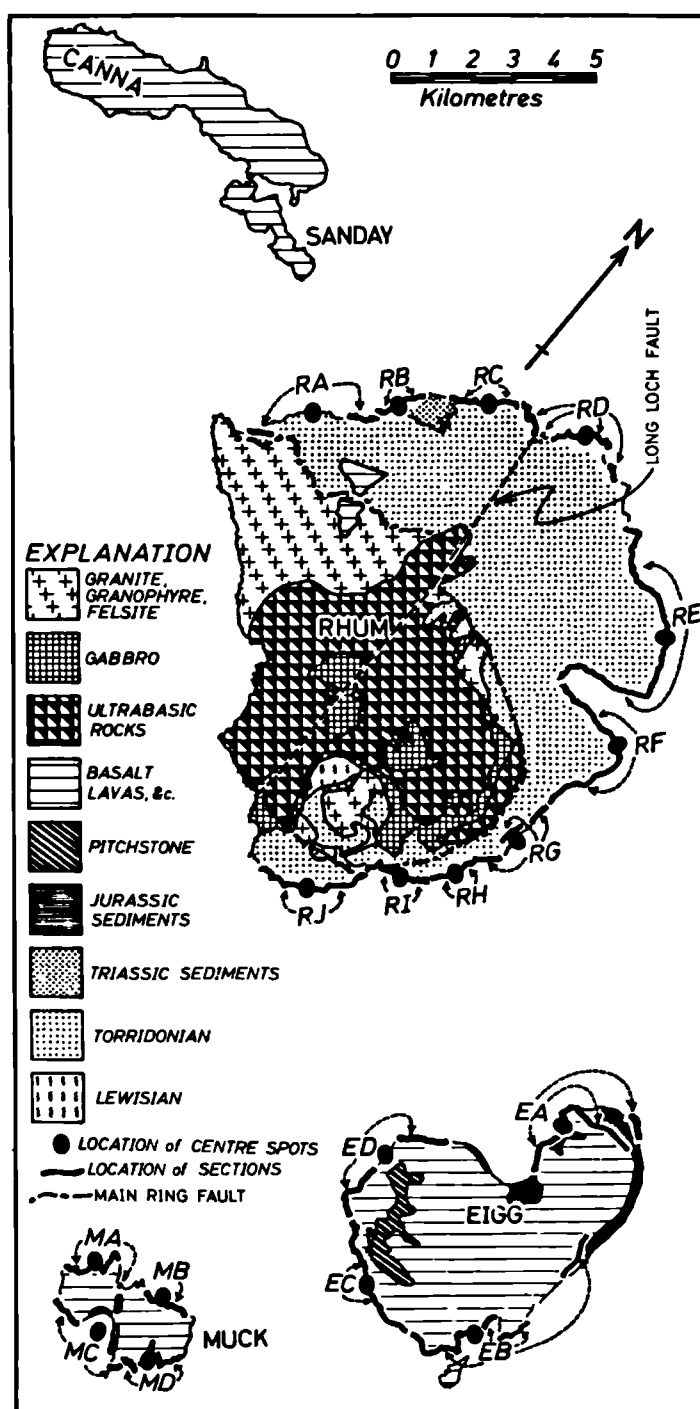 CANNA
0 1 2 3 4 5
Kilometres
SANDAY
N
LONG LOCH FAULT
RA
RB
RC
RD
RE
RHUM
RF
RG
RH
RI
RJ
EXPLANATION
GRANITE,
GRANOPHYRE,
FELSITE
GABBRO
ULTRABASIC
ROCKS
BASALT
LAVAS, &c.
PITCHSTONE
JURASSIC
SEDIMENTS
TRIASSIC SEDIMENTS
TORRIDONIAN
LEWISIAN
LOCATION of CENTRE SPOTS
LOCATION of SECTIONS
MAIN RING FAULT
EA
ED
EIGG
EC
EB
MA
MB
MUCK
MC
MD